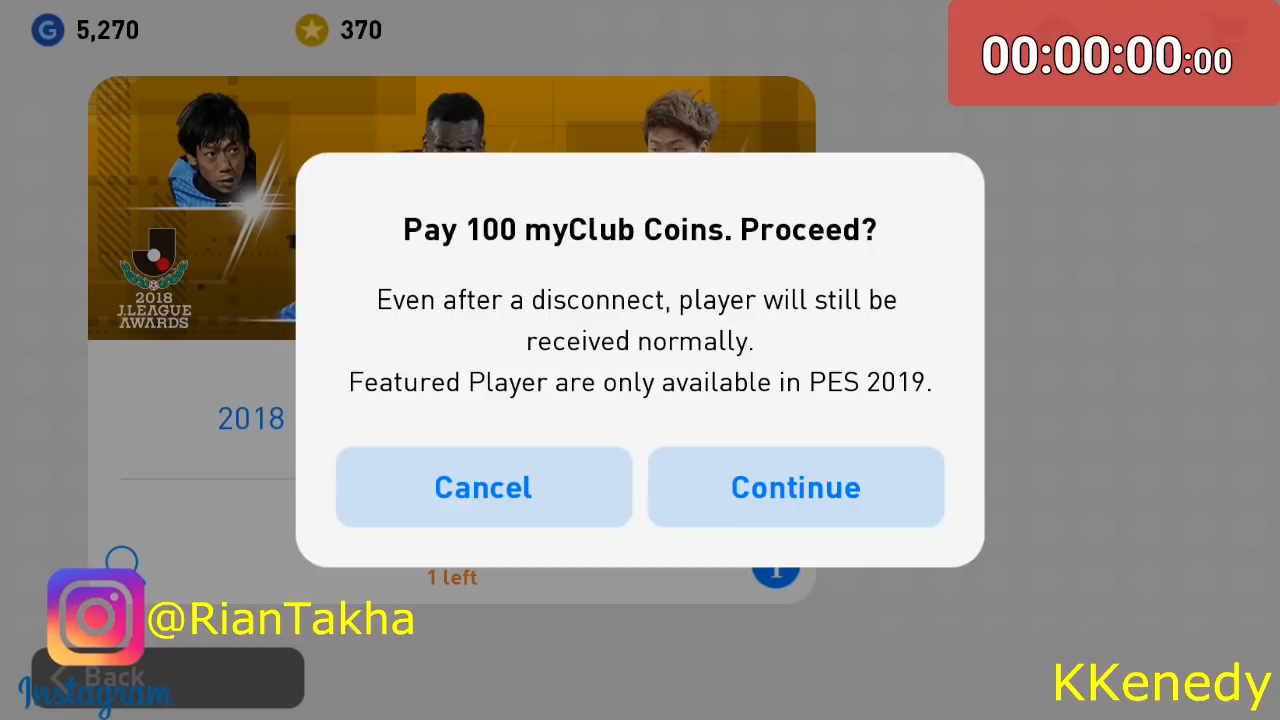 5,270
370
00:00:00:00
2018
J.LEAGUE
AWARDS
Pay 100 myClub Coins. Proceed?
Even after a disconnect, player will still be
received normally.
Featured Player are only available in PES 2019.
2018
Cancel
Continue
1 left
@RianTakha
Back
Instagram
KKenedy